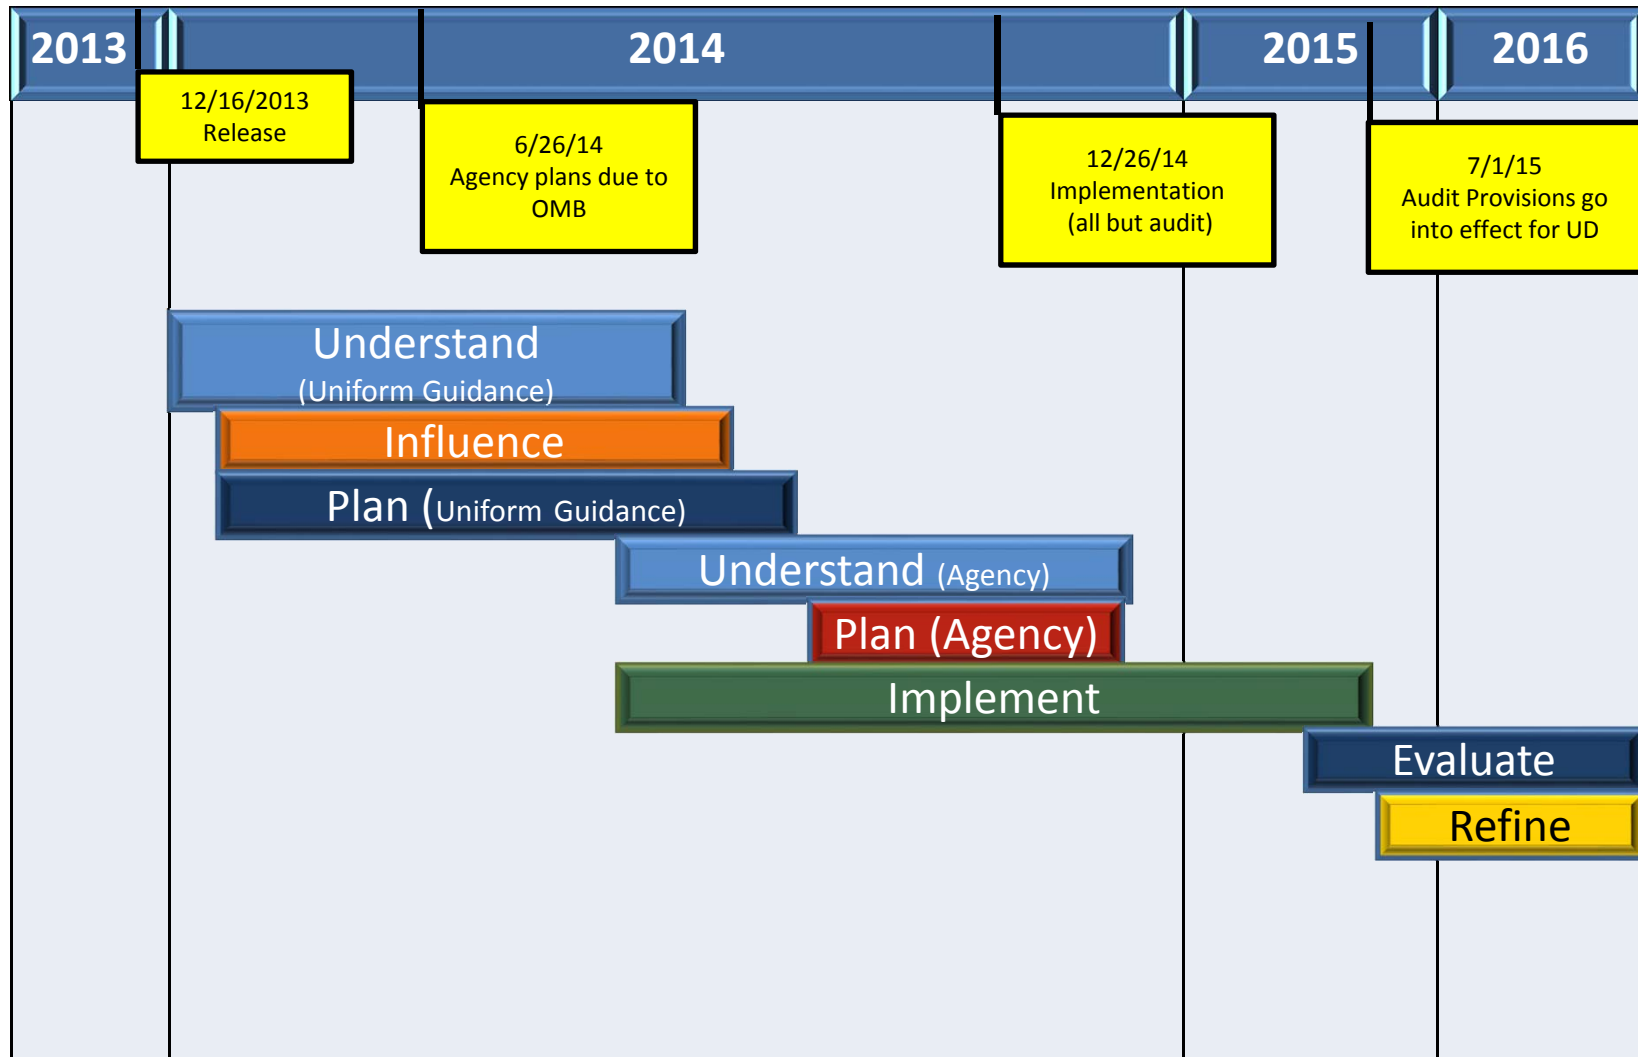 2013
2014
2015
2016
12/16/2013
Release
6/26/14
Agency plans due to
OMB
12/26/14
Implementation
(all but audit)
7/1/15
Audit Provisions go
into effect for UD
Understand
(Uniform Guidance)
Influence
Plan (Uniform Guidance)
Understand (Agency)
Plan (Agency)
Implement
Evaluate
Refine